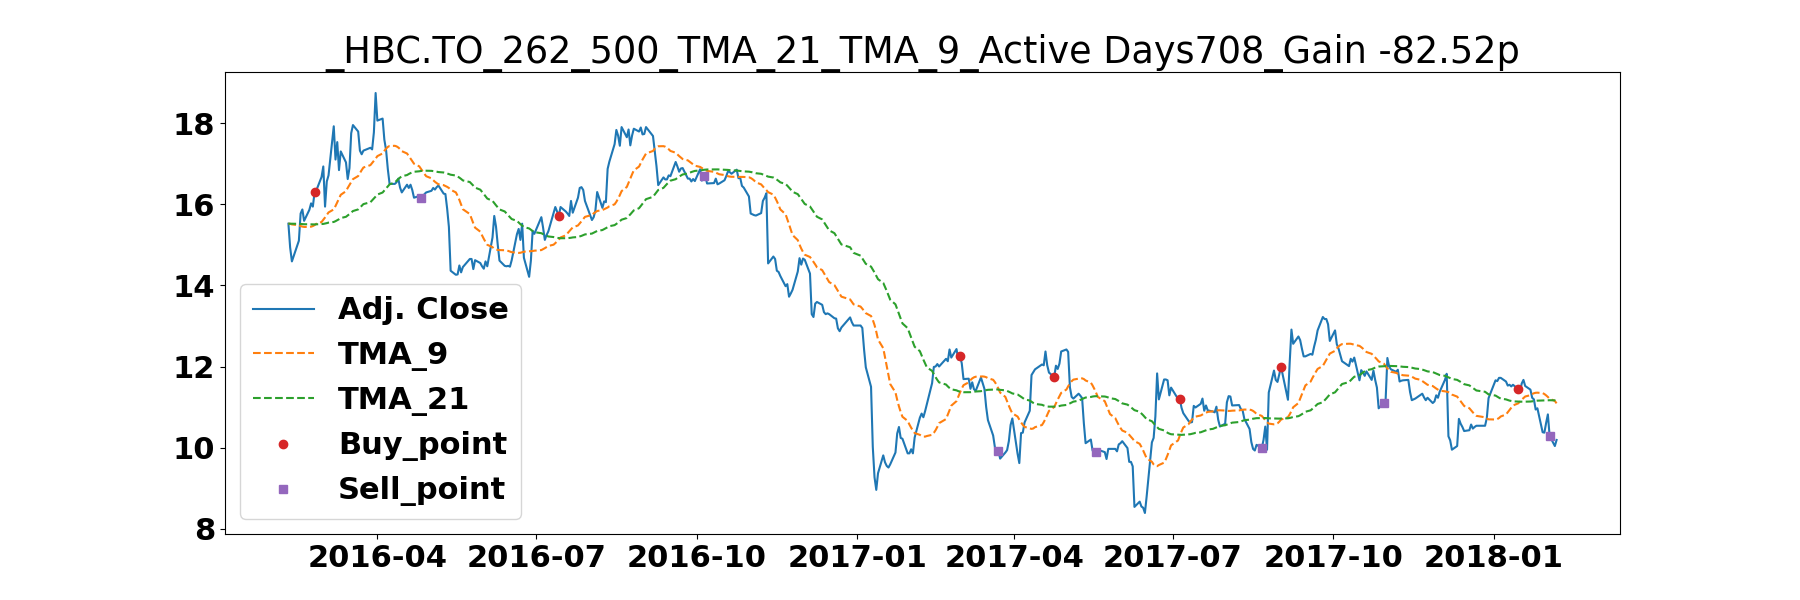 _HBC.TO_262_500_TMA_21_TMA_9_Active Days708_Gain -82.52p
18
16
14
12
10
8
Adj. Close
TMA_9
TMA_21
Buy_point
Sell_point
2016-04 2016-07 2016-10 2017-01 2017-04 2017-07 2017-10 2018-01